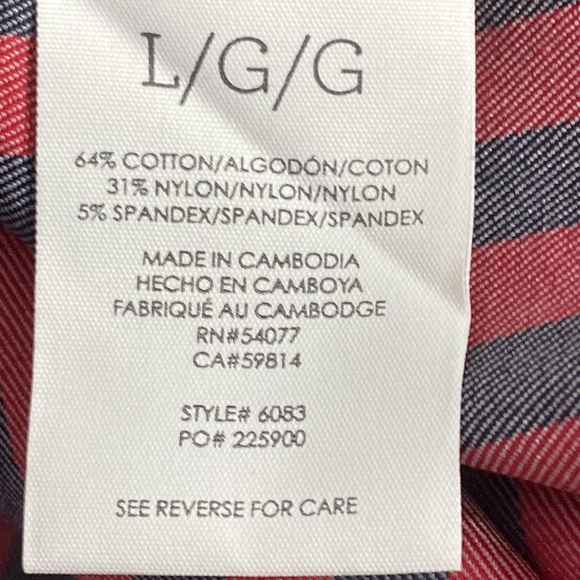 L/G/G
64% COTTON/ALGODÓN/COTON
31% NYLON/NYLON/NYLON
5% SPANDEX/SPANDEX/SPANDEX
MADE IN CAMBODIA
HECHO EN CAMBOYA
FABRIQUÉ AU CAMBODGE
RN#54077
CA#59814
STYLE# 6083
PO# 225900
SEE REVERSE FOR CARE